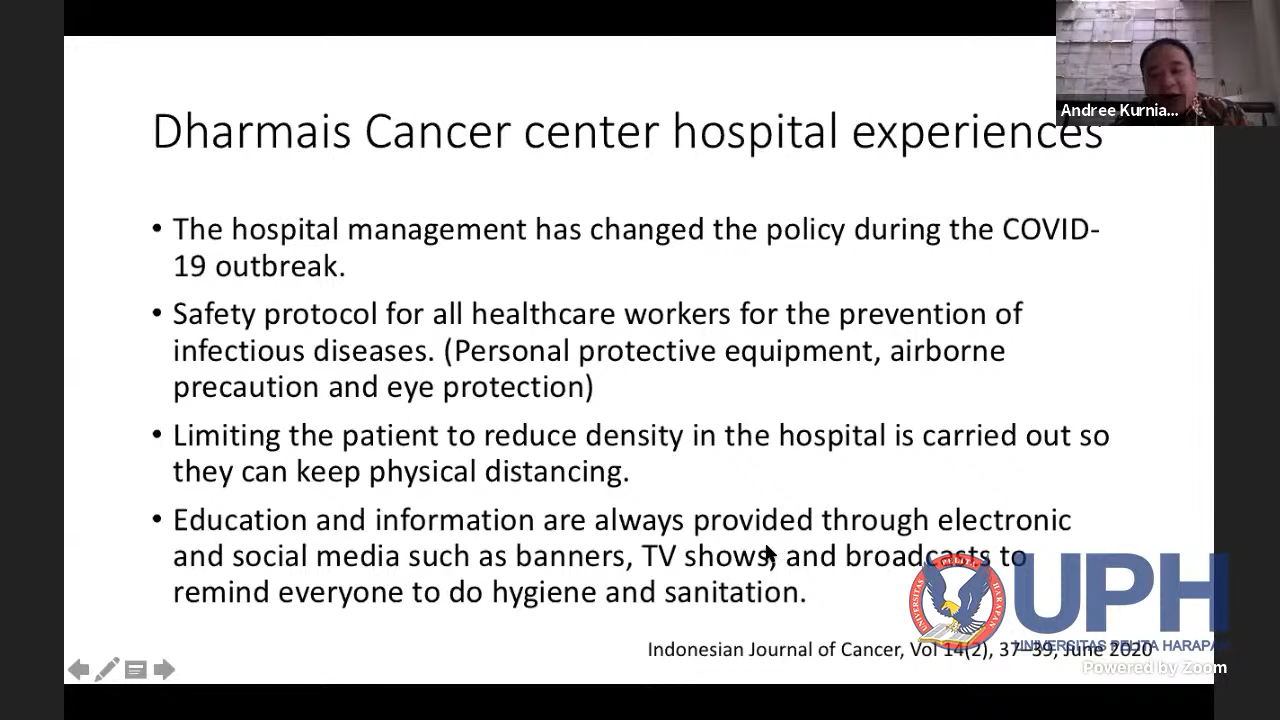 Andree Kurnia...
Dharmais Cancer center hospital experiences
• The hospital management has changed the policy during the COVID-
19 outbreak.
• Safety protocol for all healthcare workers for the prevention of
infectious diseases. (Personal protective equipment, airborne
precaution and eye protection)
• Limiting the patient to reduce density in the hospital is carried out so
they can keep physical distancing.
• Education and information are always provided through electronic
and social media such as banners, TV shows, and broadcasts to
remind everyone to do hygiene and sanitation.
UPH
PELITA
UNIVERSITAS HARAPAN
UNIVERSITAS PELITA HARAPAN
Indonesian Journal of Cancer, Vol 14(2), 37–39, June 2020
Powered by Zoom